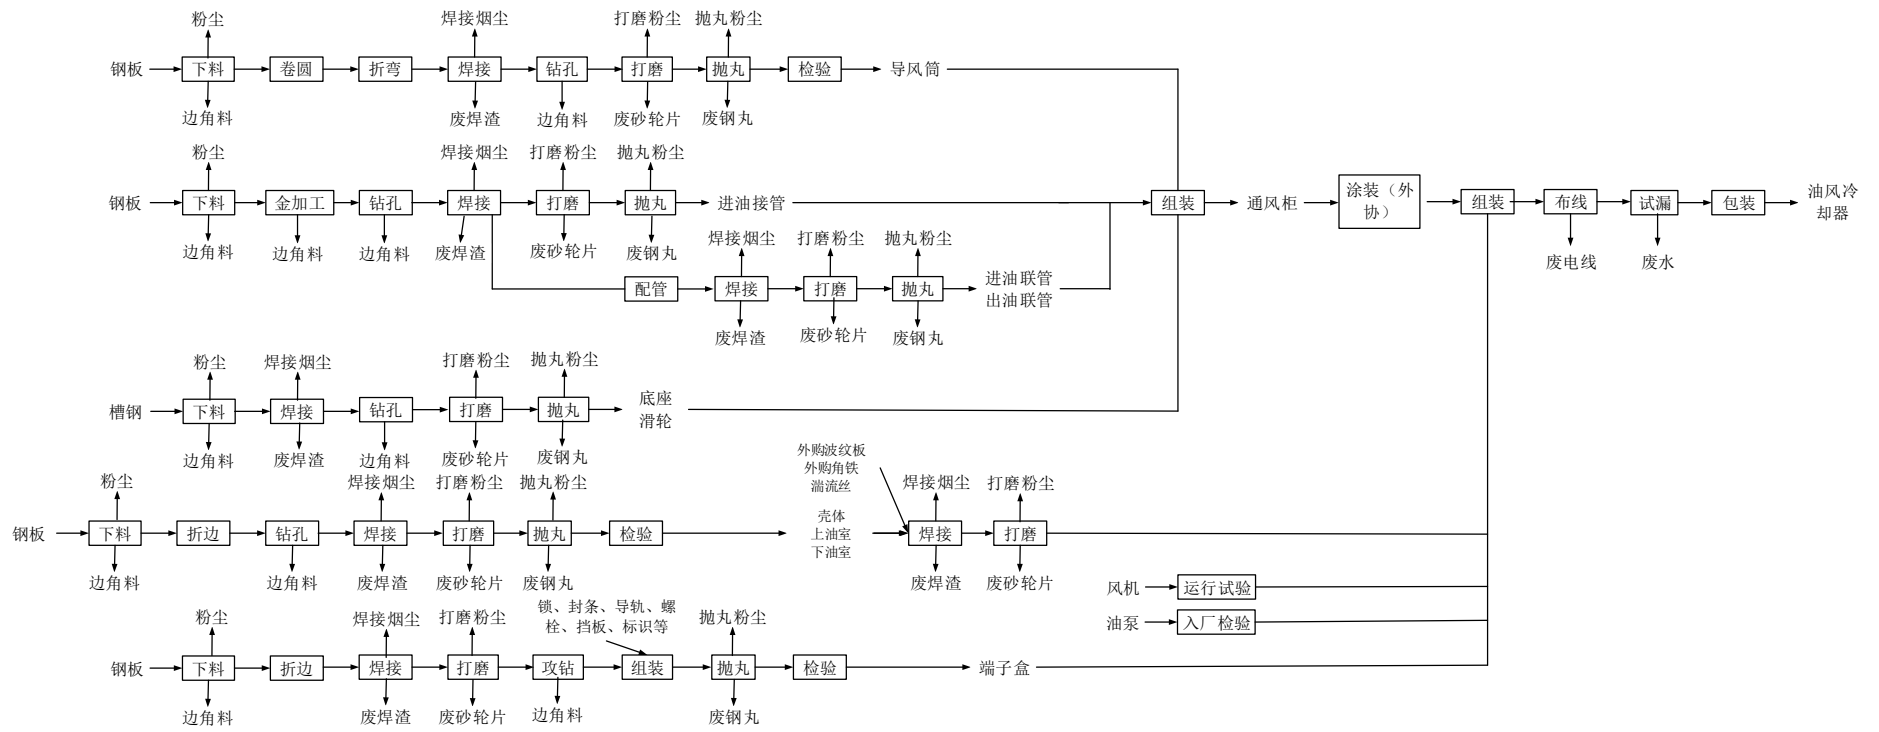 粉尘
焊接烟尘
打磨粉尘
抛丸粉尘
钢板
下料
卷圆
折弯
焊接
钻孔
打磨
抛丸
检验
导风筒
边角料
废焊渣
边角料
废砂轮片
废钢丸
粉尘
焊接烟尘
打磨粉尘
抛丸粉尘
钢板
下料
金加工
钻孔
焊接
打磨
抛丸
进油接管
组装
通风柜
涂装（外
协）
组装
布线
试漏
包装
油风冷
却器
边角料
边角料
边角料
废焊渣
废砂轮片
废钢丸
废电线
废水
焊接烟尘
打磨粉尘
抛丸粉尘
配管
焊接
打磨
抛丸
进油联管
出油联管
废焊渣
废砂轮片
废钢丸
粉尘
焊接烟尘
打磨粉尘
抛丸粉尘
槽钢
下料
焊接
钻孔
打磨
抛丸
底座
滑轮
边角料
废焊渣
边角料
废砂轮片
废钢丸
外购波纹板
外购角铁
湍流丝
粉尘
焊接烟尘
打磨粉尘
抛丸粉尘
焊接烟尘
打磨粉尘
钢板
下料
折边
钻孔
焊接
打磨
抛丸
检验
壳体
上油室
下油室
焊接
打磨
边角料
边角料
废焊渣
废砂轮片
废钢丸
废焊渣
废砂轮片
风机
运行试验
油泵
入厂检验
粉尘
焊接烟尘
打磨粉尘
锁、封条、导轨、螺
栓、挡板、标识等
抛丸粉尘
钢板
下料
折边
焊接
打磨
攻钻
组装
抛丸
检验
端子盒
边角料
废焊渣
废砂轮片
边角料
废钢丸